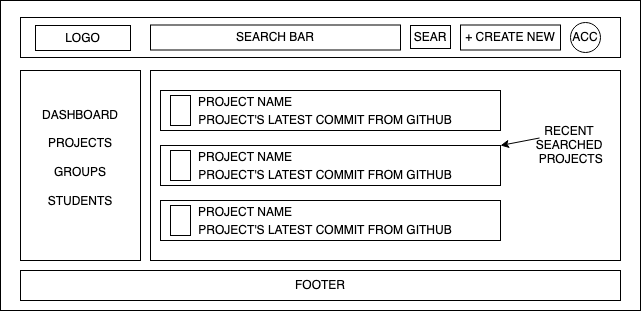 LOGO
SEARCH BAR
SEAR
+ CREATE NEW
ACC
DASHBOARD
PROJECTS
GROUPS
STUDENTS
PROJECT NAME
PROJECT'S LATEST COMMIT FROM GITHUB
PROJECT NAME
PROJECT'S LATEST COMMIT FROM GITHUB
PROJECT NAME
PROJECT'S LATEST COMMIT FROM GITHUB
RECENT
SEARCHED
PROJECTS
FOOTER